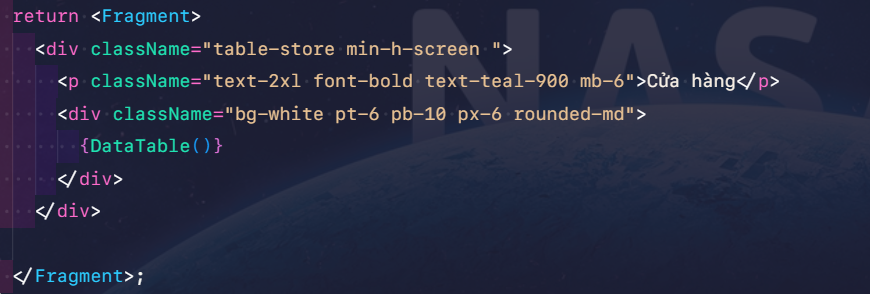 return <Fragment>
<div className="table-store min-h-screen ">
<p className="text-2xl font-bold text-teal-900 mb-6">Cửa hàng</p>
<div className="bg-white pt-6 pb-10 px-6 rounded-md">
{DataTable()}
</div>
</div>
</Fragment>;
NAS